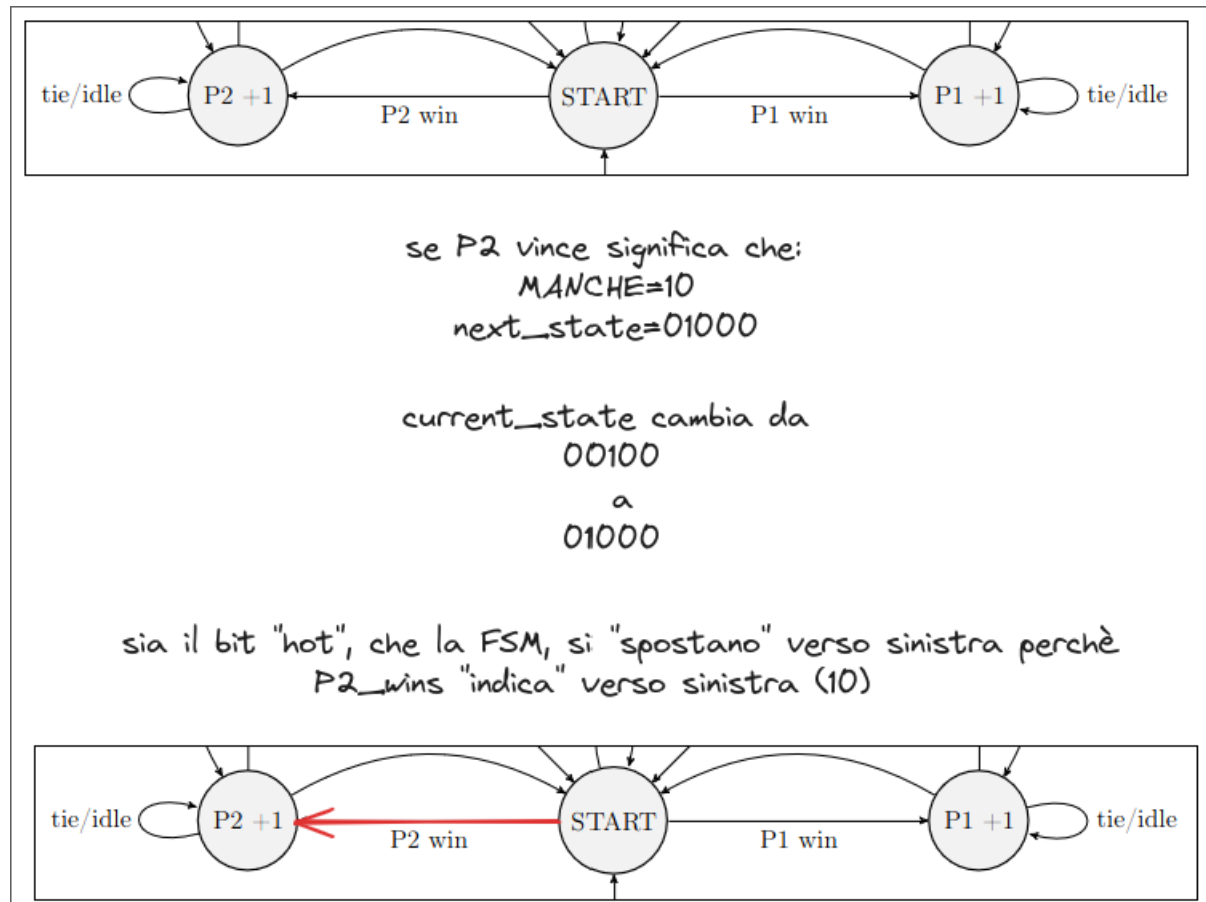 tie/idle P2 +1 P2 win START P1 win P1 +1 tie/idle
se P2 vince significa che:
MANCHE=10
next_state=01000
current_state cambia da
00100
a
01000
sia il bit "hot", che la FSM, si "spostano" verso sinistra perchè
P2_wins "indica" verso sinistra (10)
tie/idle P2 +1 P2 win START P1 win P1 +1 tie/idle